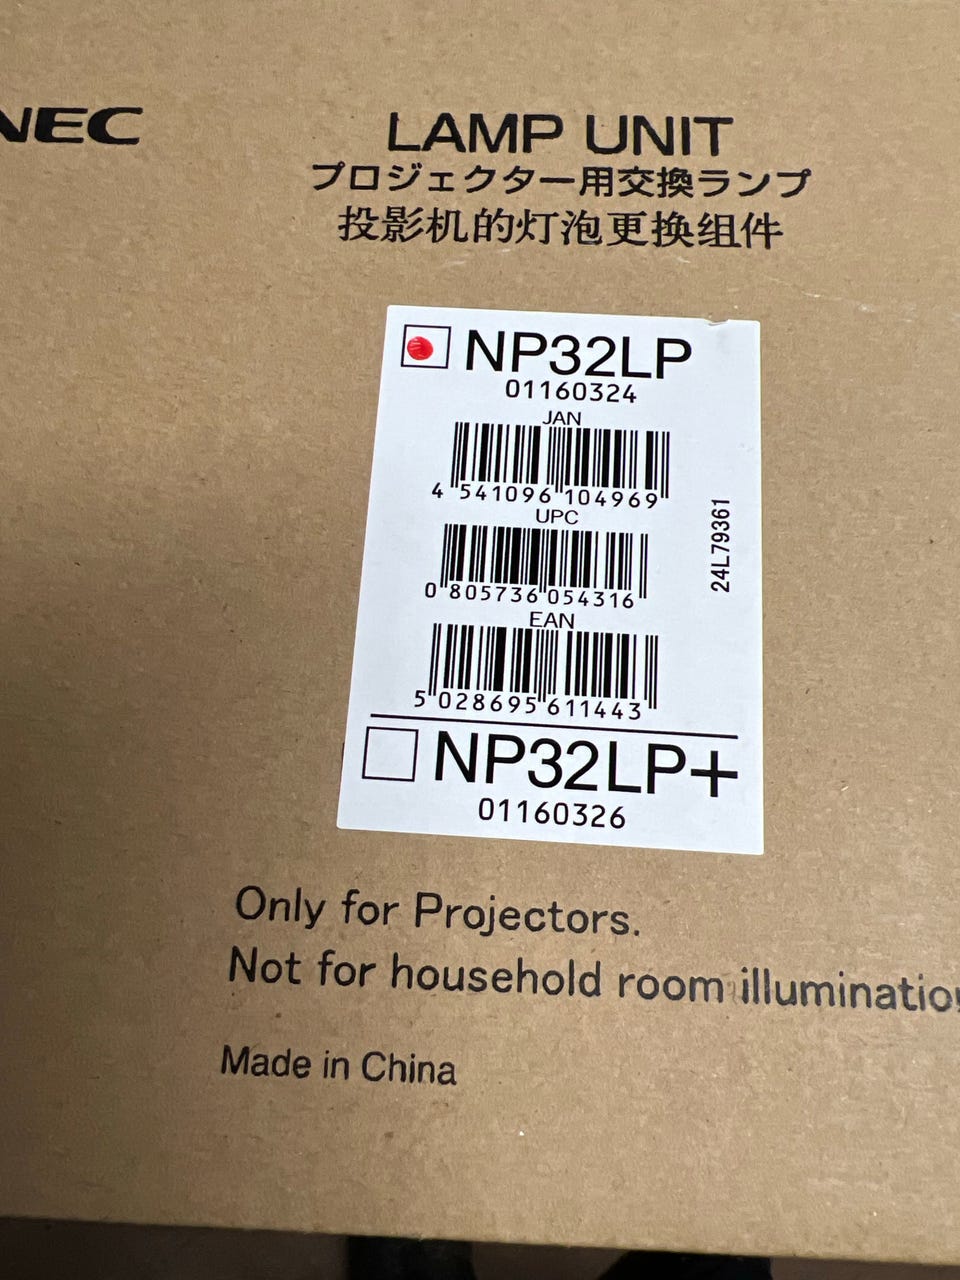 NEC
LAMP UNIT
プロジェクター用交換ランプ
投影机的灯泡更换组件
NP32LP
01160324
JAN
4 541096 104969
UPC
0 805736 054316
EAN
5 028695 611443
24L79361
NP32LP+
01160326
Only for Projectors.
Not for household room illumination
Made in China